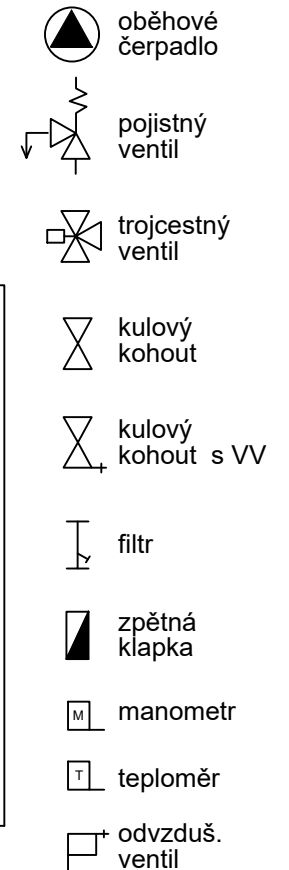 oběhové
čerpadlo
pojistný
ventil
trojcestný
ventil
kulový
kohout
kulový
kohout s VV
filtr
zpětná
klapka
M manometr
T teploměr
odvzduš.
ventil